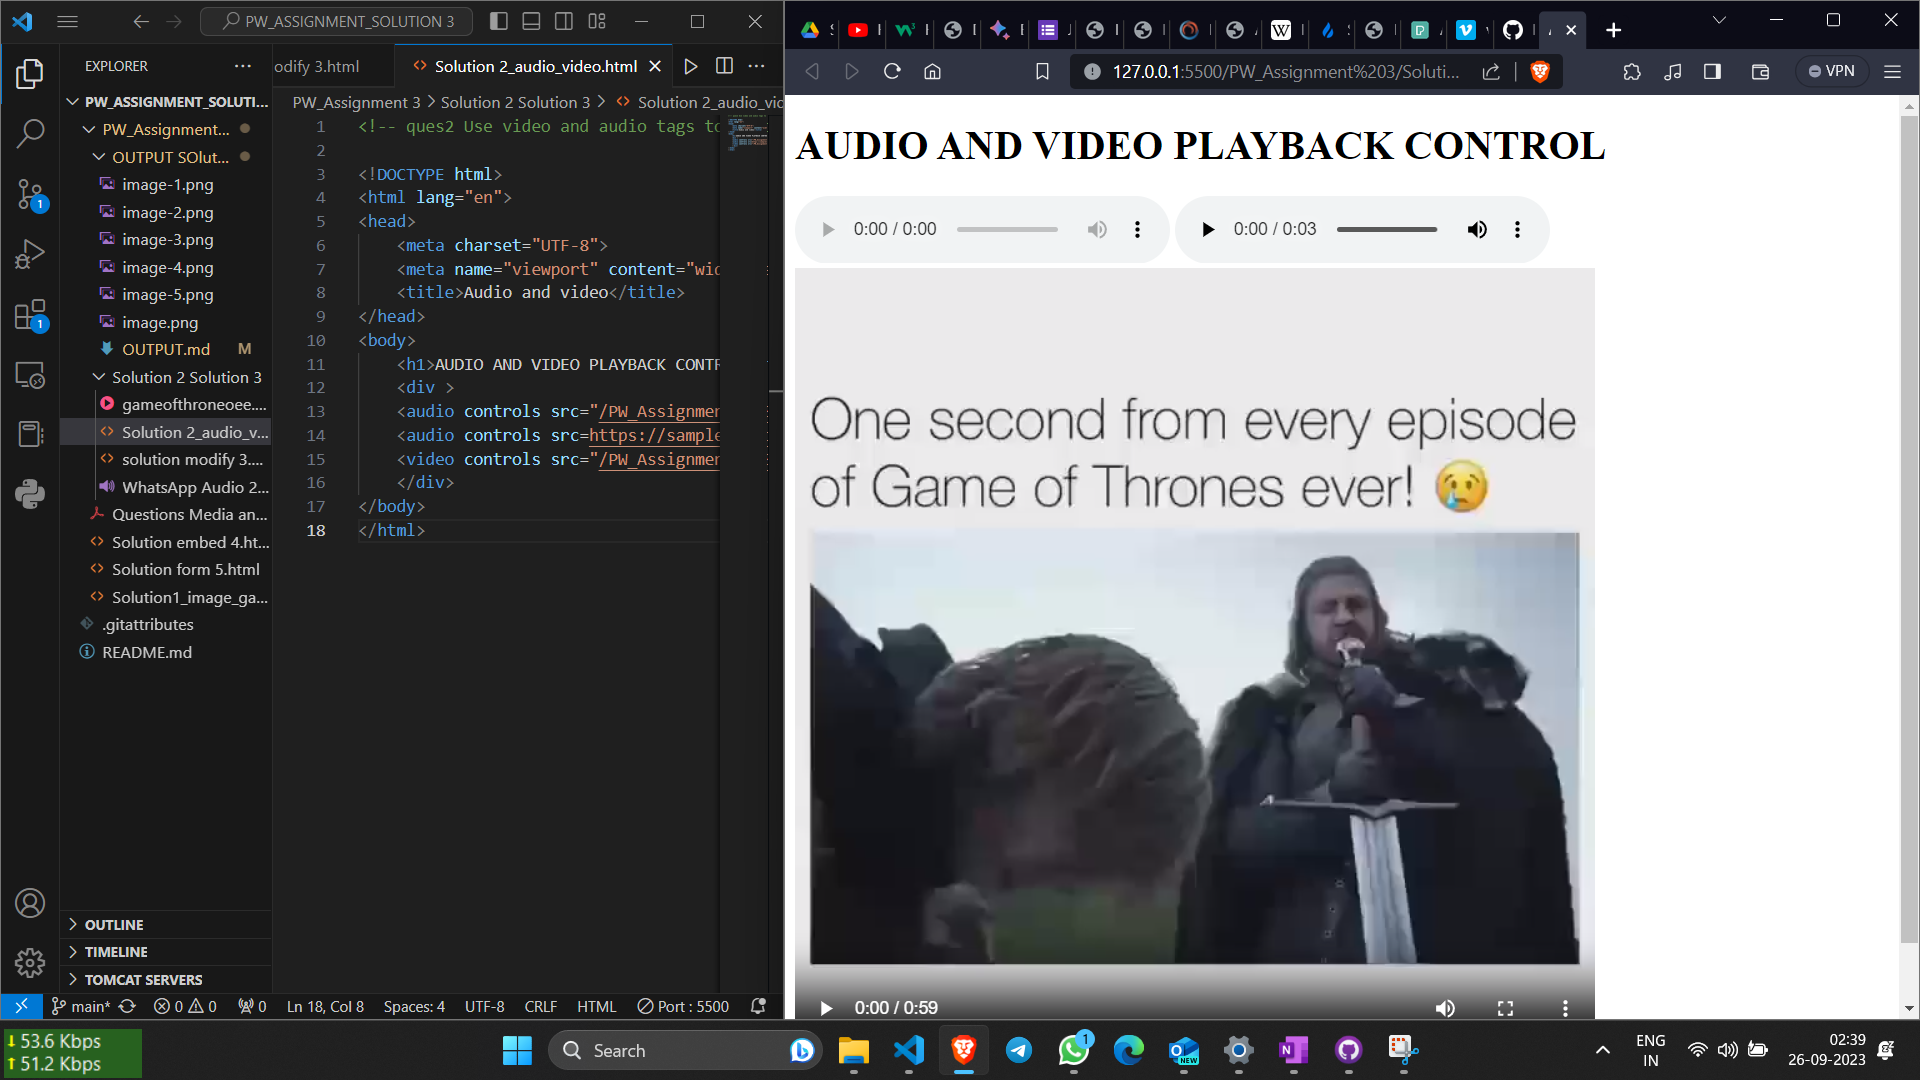 PW_ASSIGNMENT_SOLUTION 3
EXPLORER
PW_ASSIGNMENT_SOLUTI...
PW_Assignment...
OUTPUT SOlut...
image-1.png
image-2.png
image-3.png
image-4.png
image-5.png
image.png
OUTPUT.md M
Solution 2 Solution 3
gameofthroneoee....
Solution 2_audio_v...
solution modify 3....
WhatsApp Audio 2...
Questions Media an...
Solution embed 4.ht...
Solution form 5.html
Solution1_image_ga...
.gitattributes
README.md
OUTLINE
TIMELINE
TOMCAT SERVERS
1
1
odify 3.html
Solution 2_audio_video.html
PW_Assignment 3 > Solution 2 Solution 3 > Solution 2_audio_vid
1 <!-- ques2 Use video and audio tags to
2
3 <!DOCTYPE html>
4 <html lang="en">
5 <head>
6 <meta charset="UTF-8">
7 <meta name="viewport" content="wid
8 <title>Audio and video</title>
9 </head>
10 <body>
11 <h1>AUDIO AND VIDEO PLAYBACK CONTR
12 <div >
13 <audio controls src="/PW_Assignmen
14 <audio controls src=https://sample
15 <video controls src="/PW_Assignmen
16 </div>
17 </body>
18 </html>
main* 0 0 0 Ln 18, Col 8 Spaces: 4 UTF-8 CRLF HTML Port : 5500
127.0.0.1:5500/PW_Assignment%203/Soluti...
VPN
AUDIO AND VIDEO PLAYBACK CONTROL
0:00 / 0:00
0:00 / 0:03
One second from every episode
of Game of Thrones ever! 😢
0:00 / 0:59
53.6 Kbps
51.2 Kbps
Search
NEW
1
ENG
IN
02:39
26-09-2023